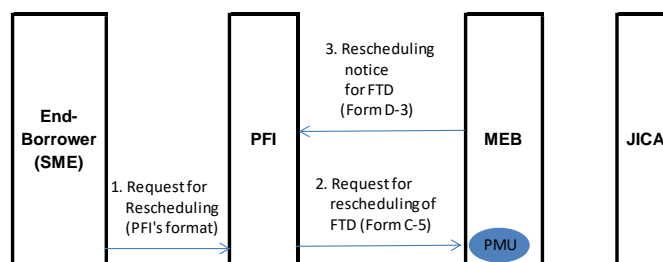 End-
Borrower
(SME)
1. Request for
Rescheduling
(PFI's format)
PFI
3. Rescheduling
notice
for FTD
(Form D-3)
2. Request for
rescheduling of
FTD (Form C-5)
MEB
PMU
JICA